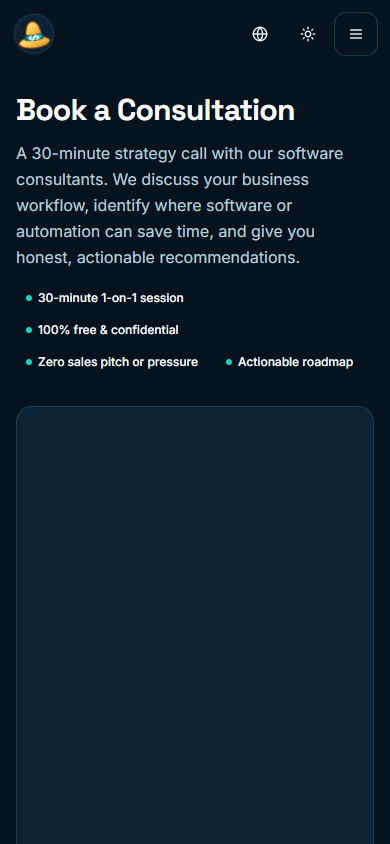 Book a Consultation
A 30-minute strategy call with our software
consultants. We discuss your business
workflow, identify where software or
automation can save time, and give you
honest, actionable recommendations.
30-minute 1-on-1 session
100% free & confidential
Zero sales pitch or pressure
Actionable roadmap